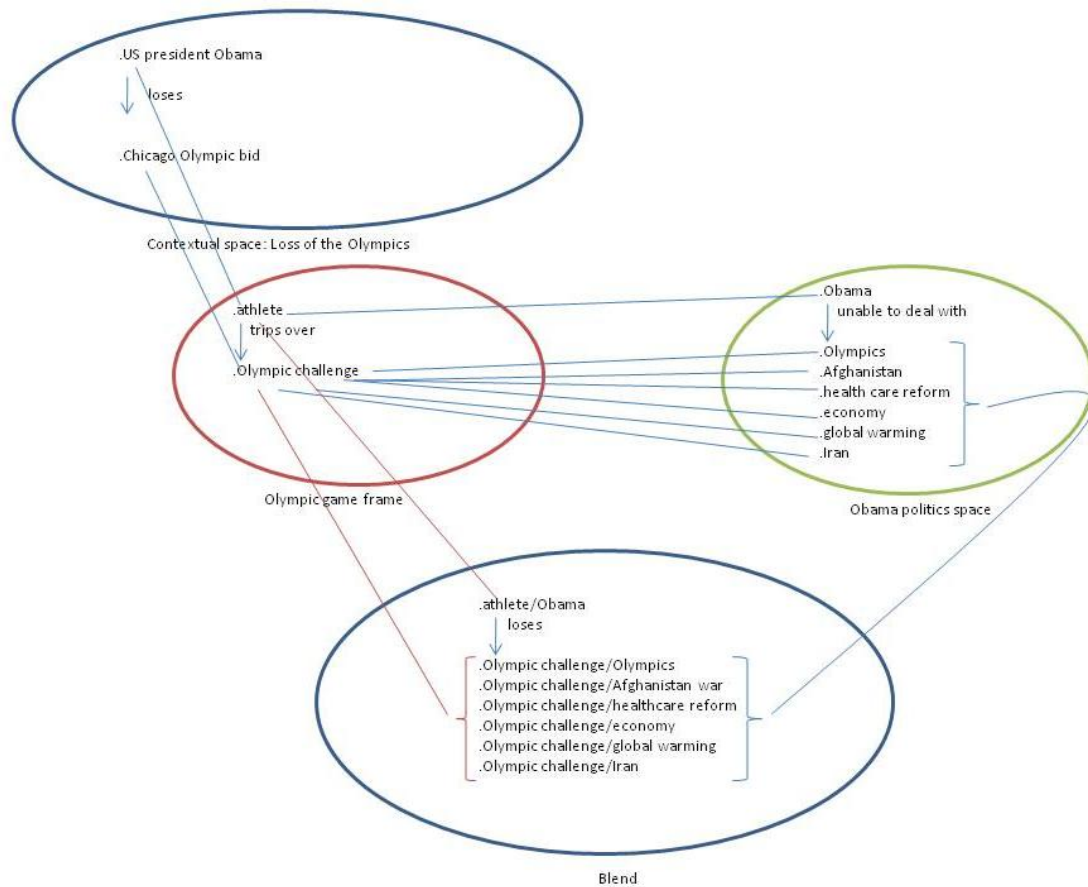 .US president Obama
loses
.Chicago Olympic bid
Contextual space: Loss of the Olympics
.athlete
trips over
.Olympic challenge
Olympic game frame
.Obama
unable to deal with
.Olympics
.Afghanistan
.health care reform
.economy
.global warming
.Iran
Obama politics space
.athlete/Obama
loses
.Olympic challenge/Olympics
.Olympic challenge/Afghanistan war
.Olympic challenge/healthcare reform
.Olympic challenge/economy
.Olympic challenge/global warming
.Olympic challenge/Iran
Blend